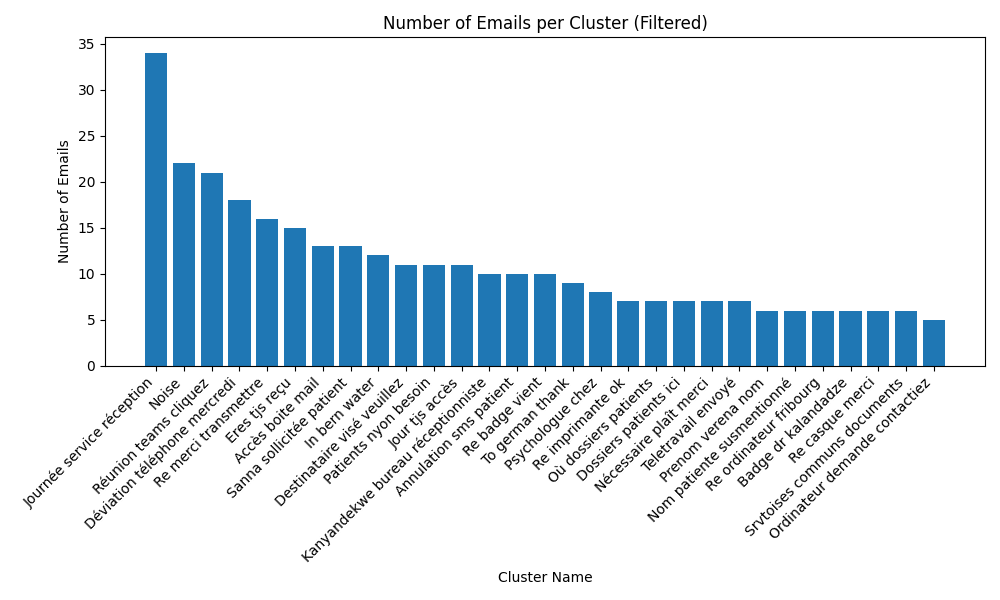 Number of Emails per Cluster (Filtered)
Number of Emails
35
30
25
20
15
10
5
0
Journée service réception
Noise
Réunion teams cliquez
Déviation téléphone mercredi
Re merci transmettre
Eres tjs reçu
Accès boite mail
Sanna sollicitée patient
In bern water
Destinataire visé veuillez
Patients nyon besoin
Jour tjs accès
Kanyandekwe bureau réceptionniste
Annulation sms patient
Re badge vient
To german thank
Psychologue chez
Re imprimante ok
Où dossiers patients
Dossiers patients ici
Nécessaire plaît merci
Teletravail envoyé
Prenom verena nom
Nom patiente susmentionné
Re ordinateur fribourg
Badge dr kalandadze
Re casque merci
Srvtoises communs documents
Ordinateur demande contactiez
Cluster Name